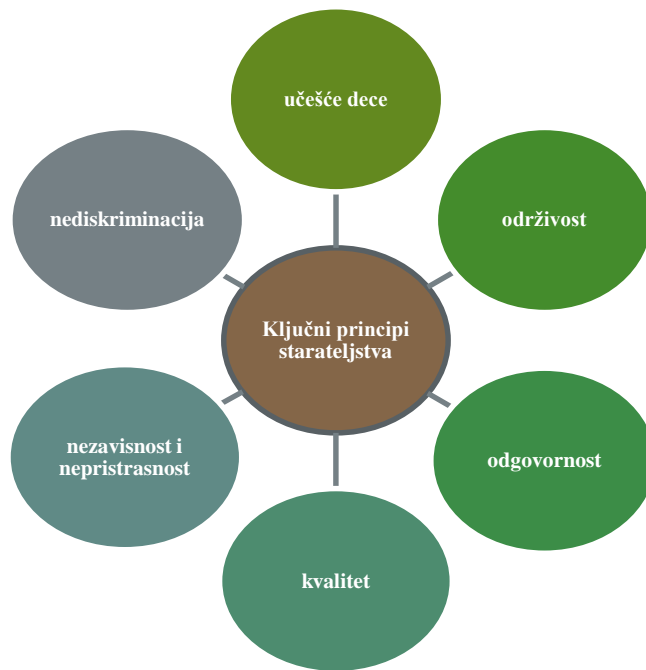 učešće dece
nediskriminacija
održivost
Ključni principi
starateljstva
nezavisnost i
nepristrasnost
odgovornost
kvalitet